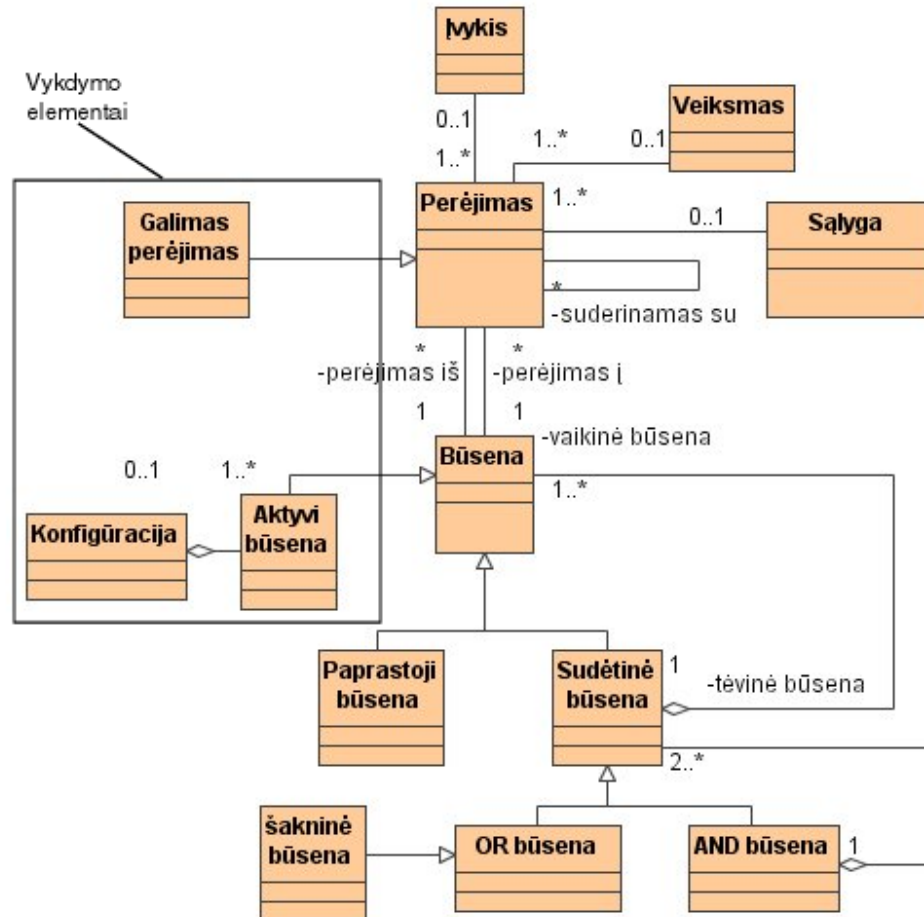 Įvykis
Vykdymo
elementai
Veiksmas
0..1
1..*
1..*
0..1
Perėjimas
1..*
0..1
Sąlyga
Galimas
perėjimas
*
-suderinamas su
*
*
-perėjimas iš
-perėjimas į
1
1
-vaikinė būsena
Būsena
1..*
0..1
1..*
Konfigūracija
Aktyvi
būsena
Paprastoji
būsena
Sudėtinė
būsena
1
-tėvinė būsena
2..*
šakninė
būsena
OR būsena
AND būsena
1